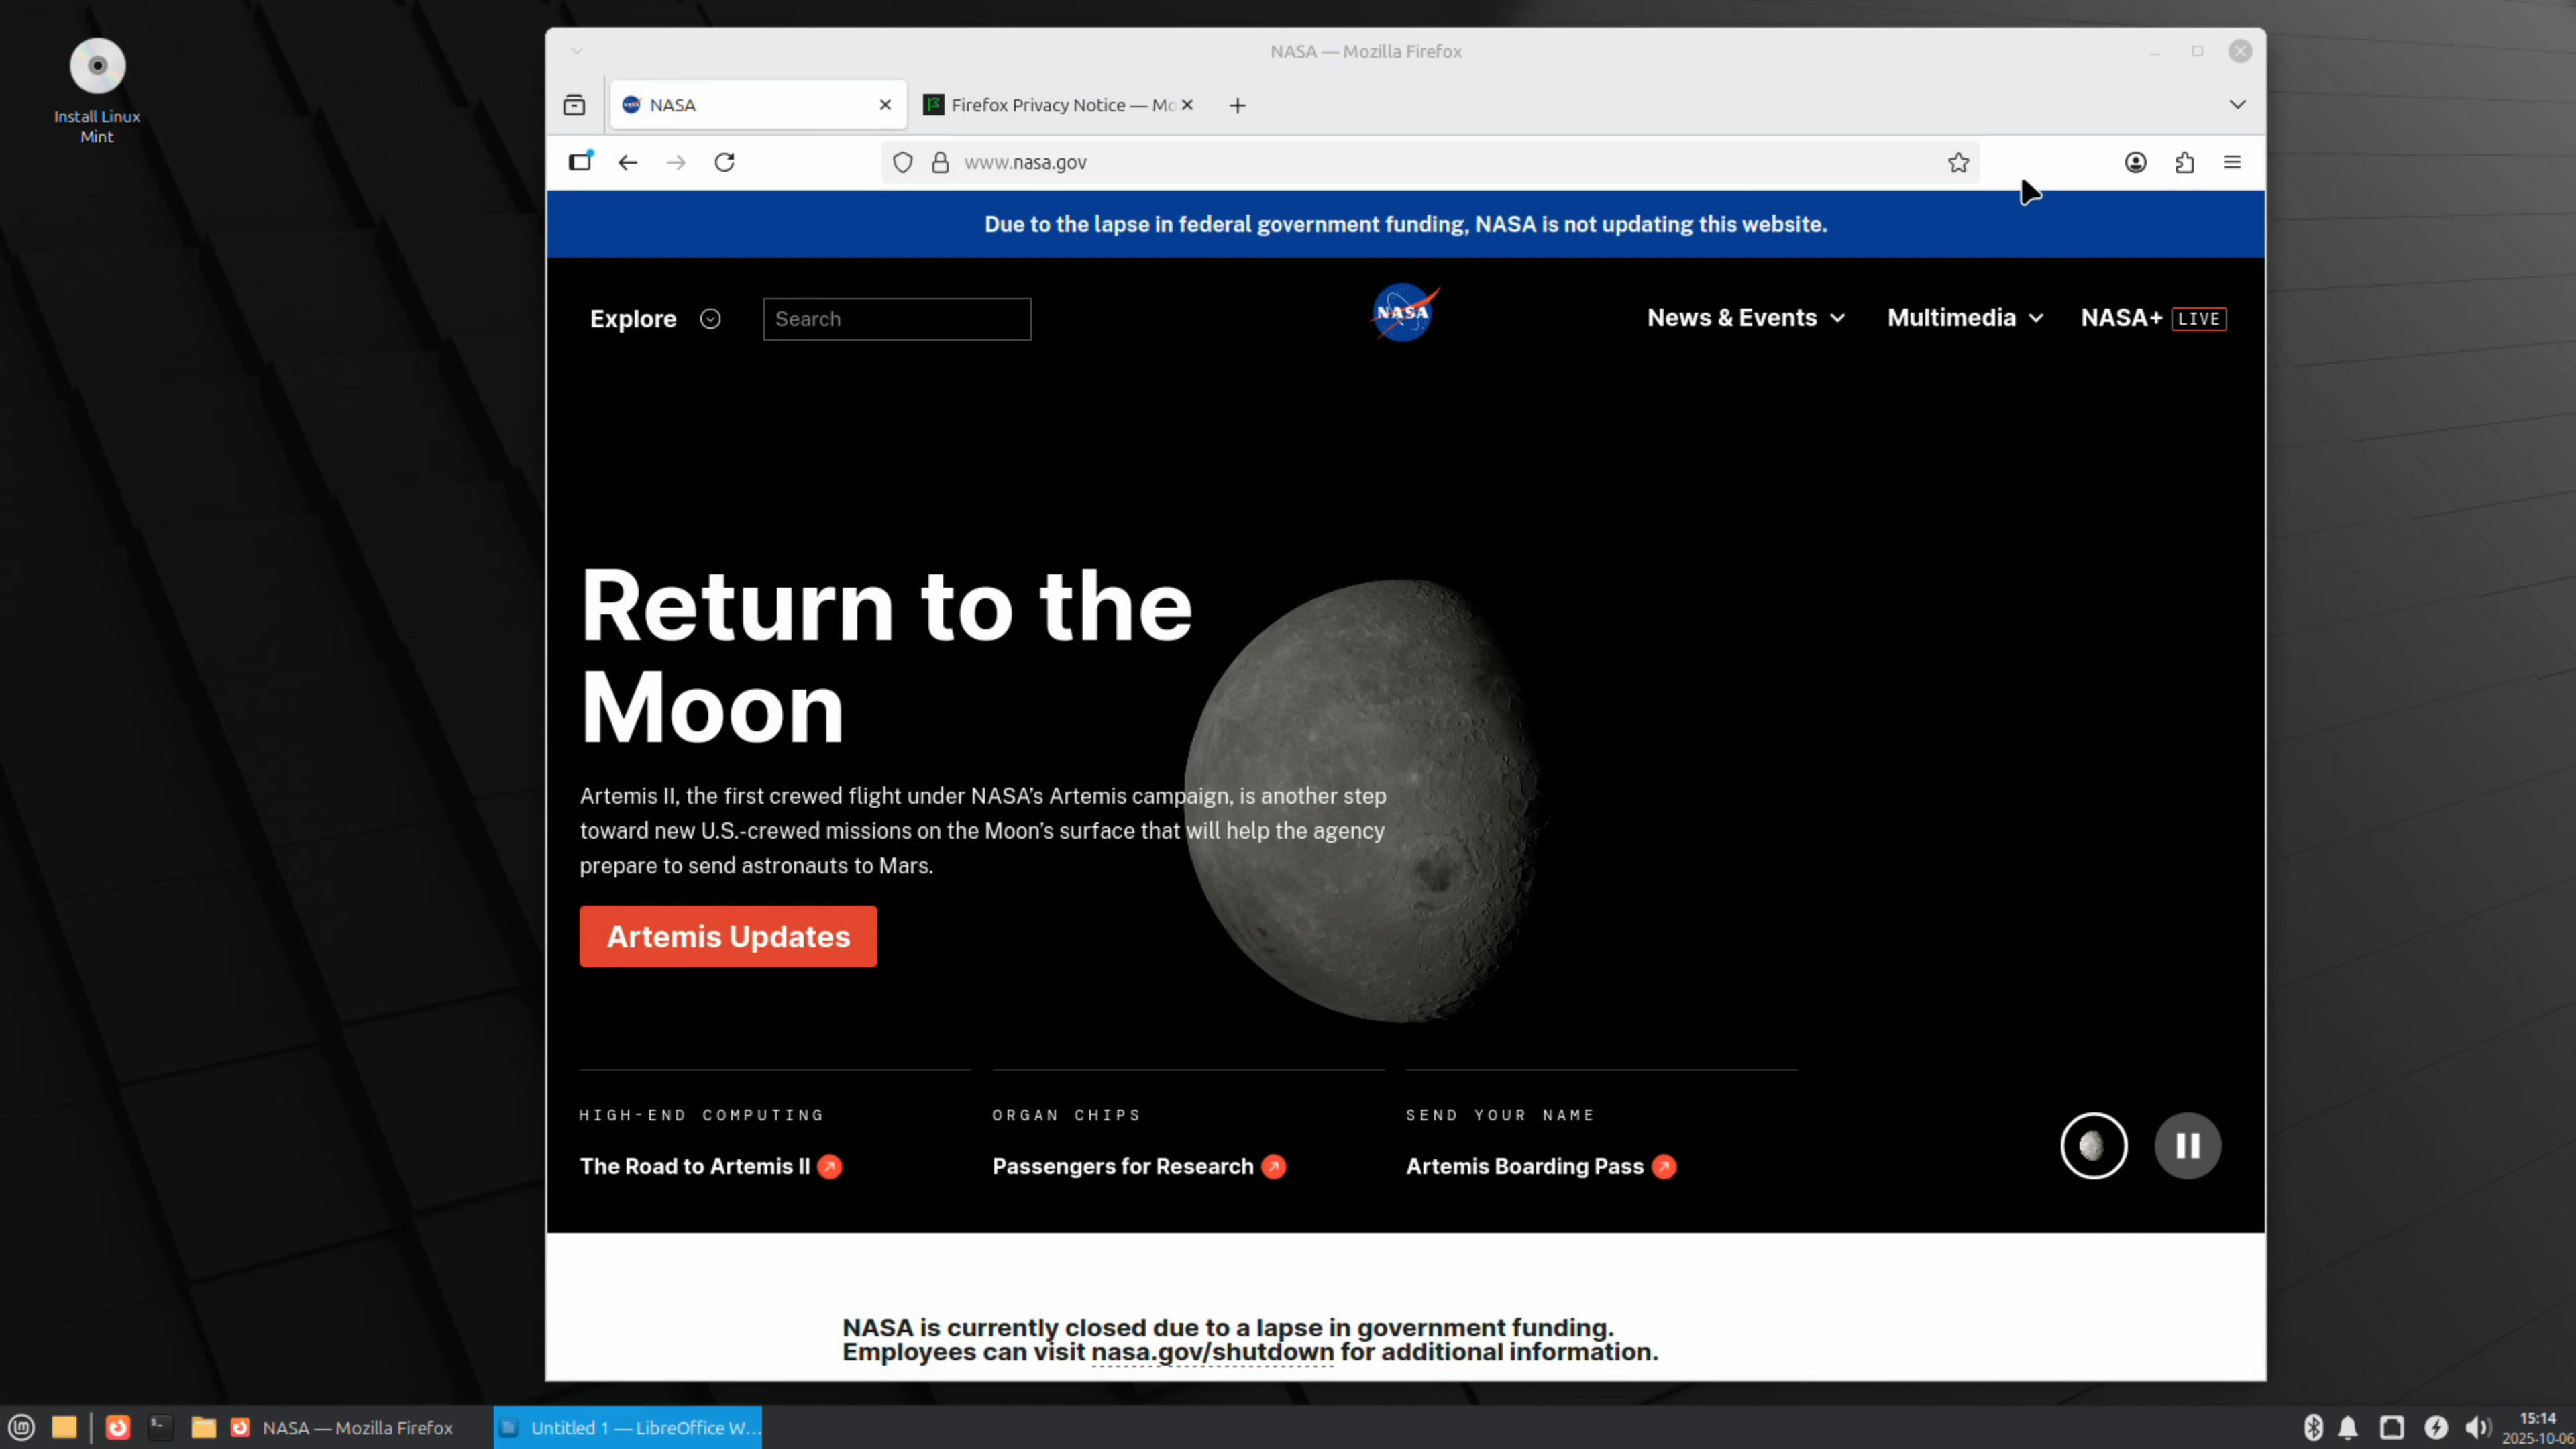 Install Linux
Mint
NASA — Mozilla Firefox
NASA
Firefox Privacy Notice — Mo
www.nasa.gov
Due to the lapse in federal government funding, NASA is not updating this website.
Explore
Search
NASA
News & Events
Multimedia
NASA+ LIVE
Return to the
Moon
Artemis II, the first crewed flight under NASA's Artemis campaign, is another step
toward new U.S.-crewed missions on the Moon's surface that will help the agency
prepare to send astronauts to Mars.
Artemis Updates
HIGH-END COMPUTING
The Road to Artemis II
ORGAN CHIPS
Passengers for Research
SEND YOUR NAME
Artemis Boarding Pass
NASA is currently closed due to a lapse in government funding.
Employees can visit nasa.gov/shutdown for additional information.
NASA — Mozilla Firefox
Untitled 1 — LibreOffice W...
15:14
2025-10-06